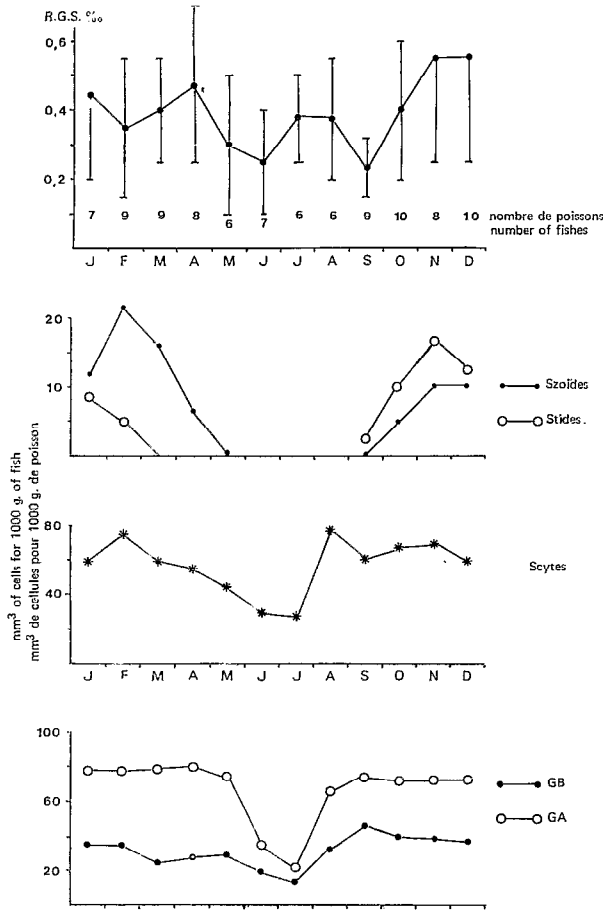 R.G.S. %₀₀
0,6
0,4
0,2
7 9 9 8 6 7 6 6 9 10 8 10
nombre de poissons
number of fishes
J F M A M J J A S O N D
20
10
Szoïdes
Stides.
mm³ of cells for 1000 g. of fish
mm³ de cellules pour 1000 g. de poisson
80
40
Scytes
J F M A M J J A S O N D
100
60
20
GB
GA